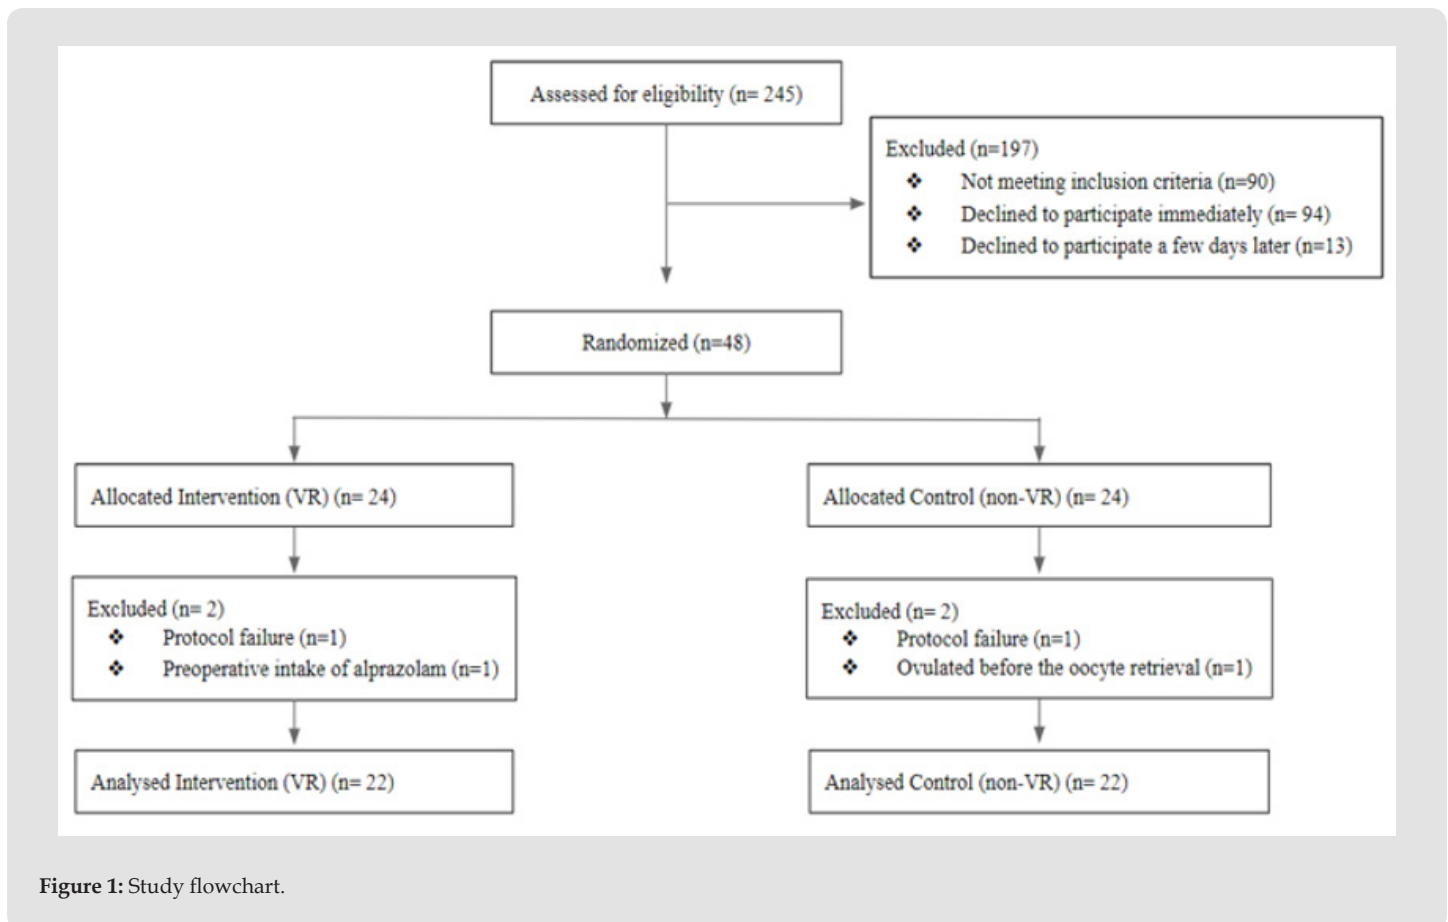 Assessed for eligibility (n= 245)
Excluded (n=197)
❖ Not meeting inclusion criteria (n=90)
❖ Declined to participate immediately (n= 94)
❖ Declined to participate a few days later (n=13)
Randomized (n=48)
Allocated Intervention (VR) (n= 24)
Allocated Control (non-VR) (n= 24)
Excluded (n= 2)
❖ Protocol failure (n=1)
❖ Preoperative intake of alprazolam (n=1)
Excluded (n= 2)
❖ Protocol failure (n=1)
❖ Ovulated before the oocyte retrieval (n=1)
Analysed Intervention (VR) (n= 22)
Analysed Control (non-VR) (n= 22)
Figure 1: Study flowchart.